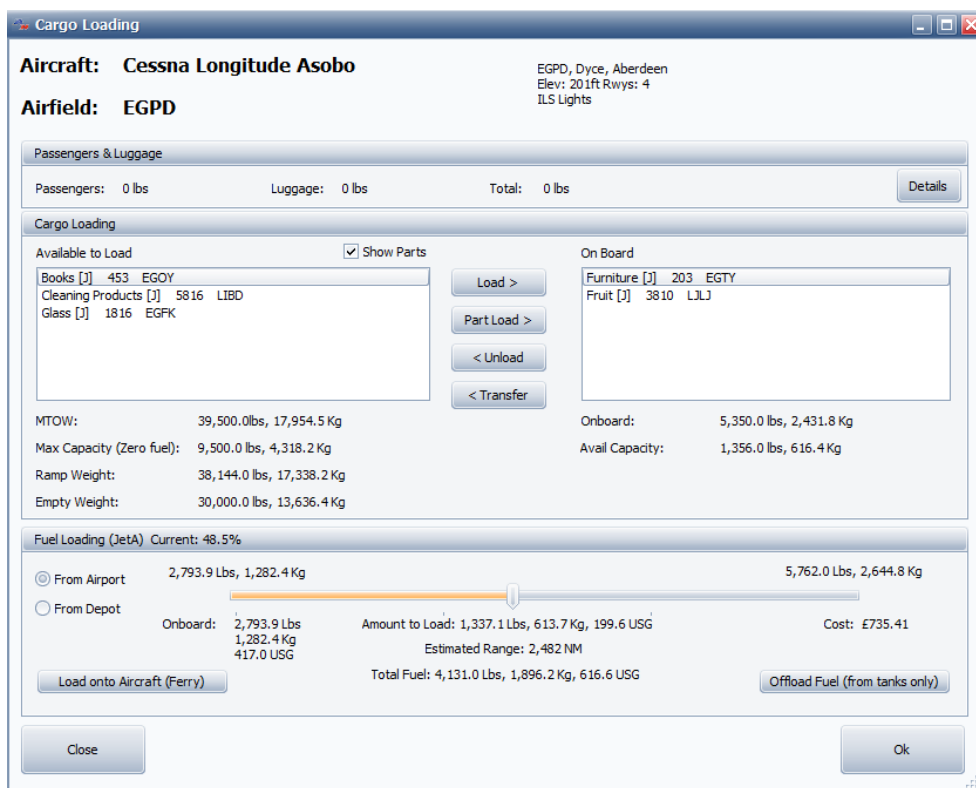 Cargo Loading
Aircraft: Cessna Longitude Asobo
EGPD, Dyce, Aberdeen
Elev: 201ft Rwys: 4
ILS Lights
Airfield: EGPD
Passengers & Luggage
Passengers: 0 lbs Luggage: 0 lbs Total: 0 lbs Details
Cargo Loading
Available to Load Show Parts On Board
Books [J] 453 EGOY
Cleaning Products [J] 5816 LIBD
Glass [J] 1816 EGFK
Load >
Part Load >
< Unload
< Transfer
Furniture [J] 203 EGTY
Fruit [J] 3810 LJLJ
MTOW: 39,500.0lbs, 17,954.5 Kg
Max Capacity (Zero fuel): 9,500.0 lbs, 4,318.2 Kg
Ramp Weight: 38,144.0 lbs, 17,338.2 Kg
Empty Weight: 30,000.0 lbs, 13,636.4 Kg
Onboard: 5,350.0 lbs, 2,431.8 Kg
Avail Capacity: 1,356.0 lbs, 616.4 Kg
Fuel Loading (JetA) Current: 48.5%
From Airport
From Depot
2,793.9 Lbs, 1,282.4 Kg
5,762.0 Lbs, 2,644.8 Kg
Onboard: 2,793.9 Lbs
1,282.4 Kg
417.0 USG
Amount to Load: 1,337.1 Lbs, 613.7 Kg, 199.6 USG
Estimated Range: 2,482 NM
Total Fuel: 4,131.0 Lbs, 1,896.2 Kg, 616.6 USG
Cost: £735.41
Load onto Aircraft (Ferry)
Offload Fuel (from tanks only)
Close
Ok